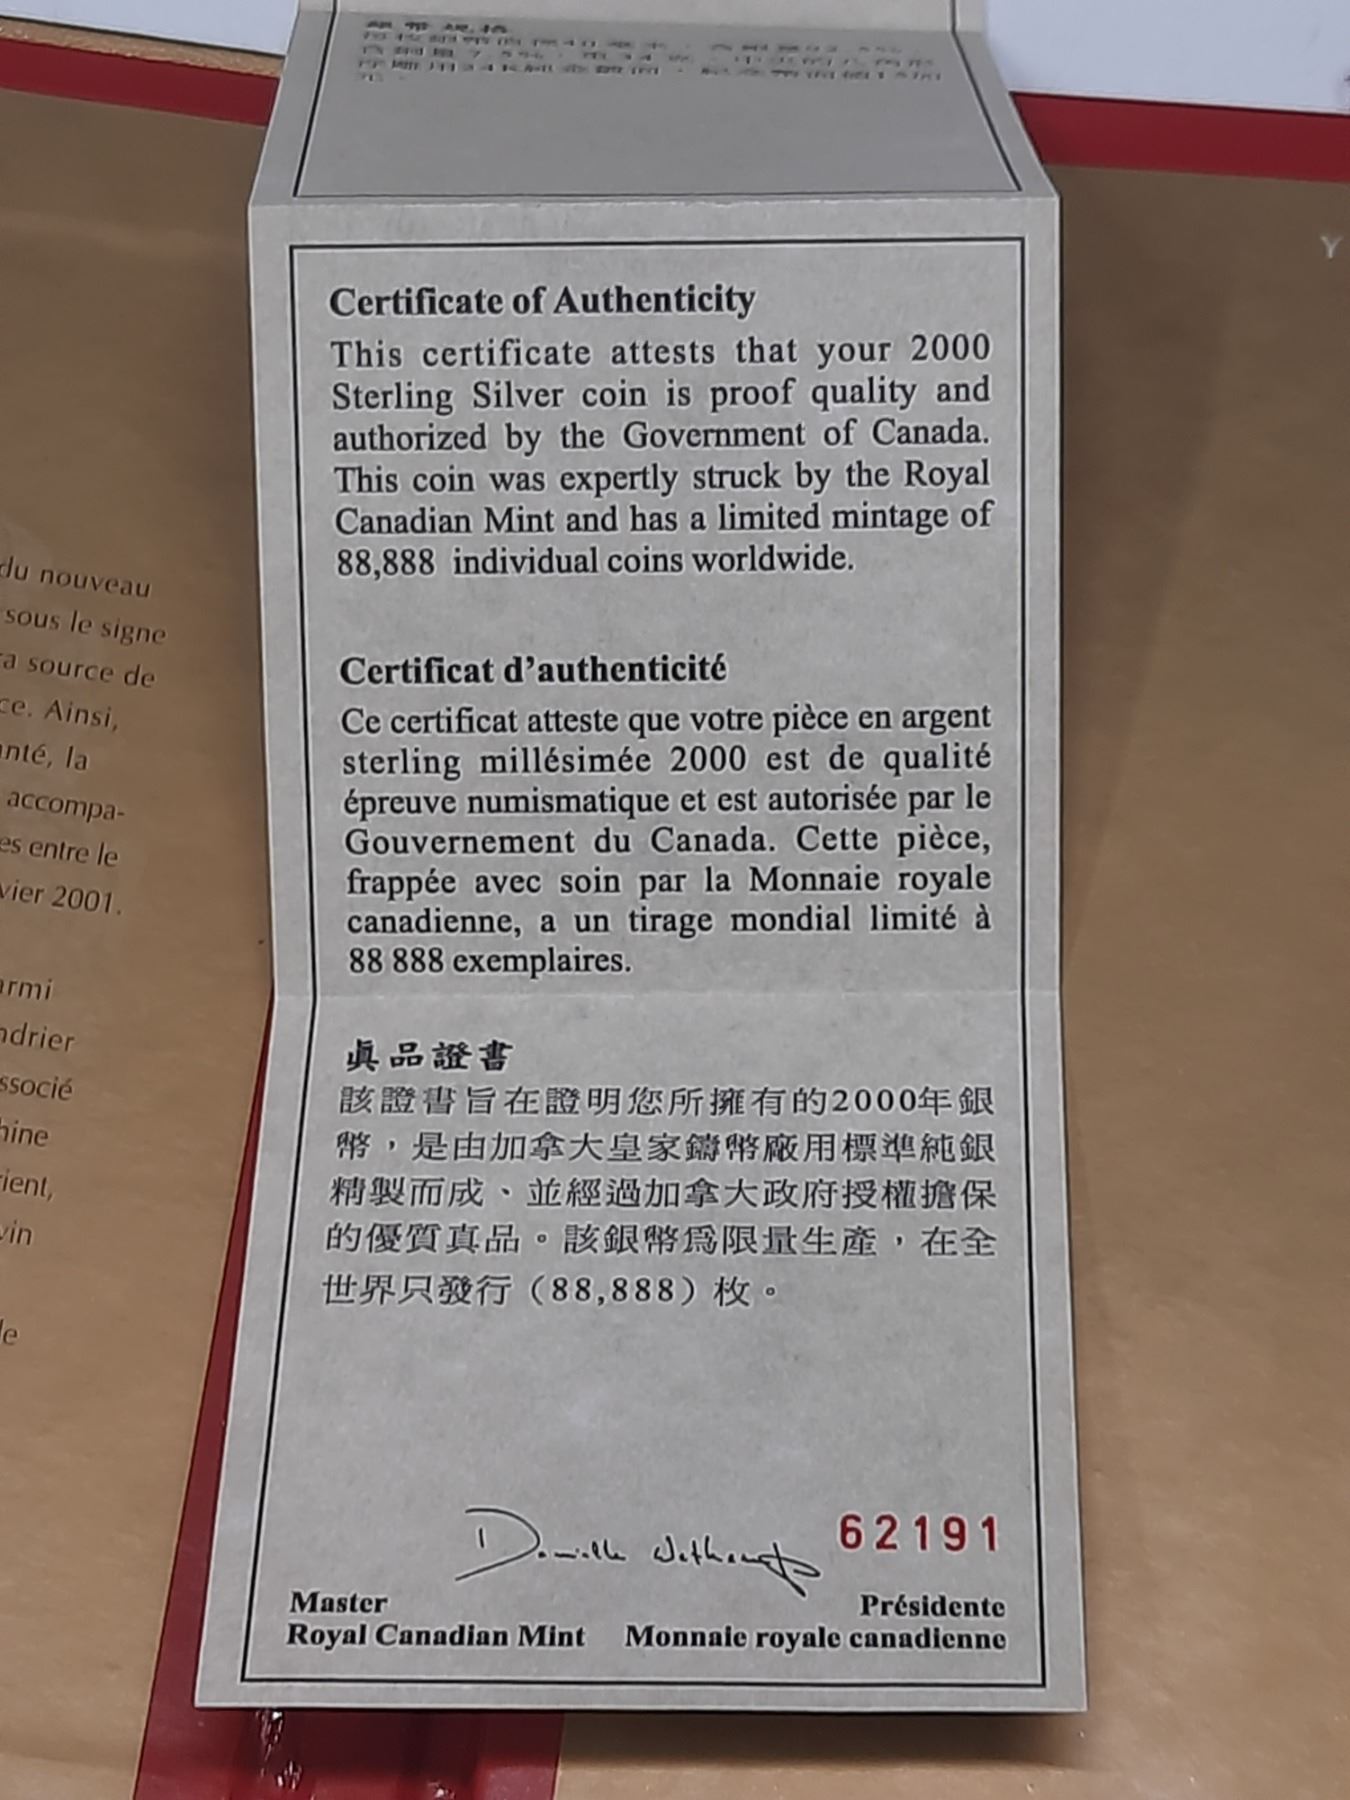 Certificate of Authenticity
This certificate attests that your 2000
Sterling Silver coin is proof quality and
authorized by the Government of Canada.
This coin was expertly struck by the Royal
Canadian Mint and has a limited mintage of
88,888 individual coins worldwide.
Certificat d'authenticité
Ce certificat atteste que votre pièce en argent
sterling millésimée 2000 est de qualité
épreuve numismatique et est autorisée par le
Gouvernement du Canada. Cette pièce,
frappée avec soin par la Monnaie royale
canadienne, a un tirage mondial limité à
88 888 exemplaires.
眞品證書
該證書旨在證明您所擁有的2000年銀
幣，是由加拿大皇家鑄幣廠用標準純銀
精製而成、並經過加拿大政府授權擔保
的優質真品。該銀幣爲限量生產，在全
世界只發行（88,888）枚。
62191
Master
Royal Canadian Mint
Présidente
Monnaie royale canadienne
du nouveau
sous le signe
source de
Ainsi,
la
accompa-
entre le
2001.
Y